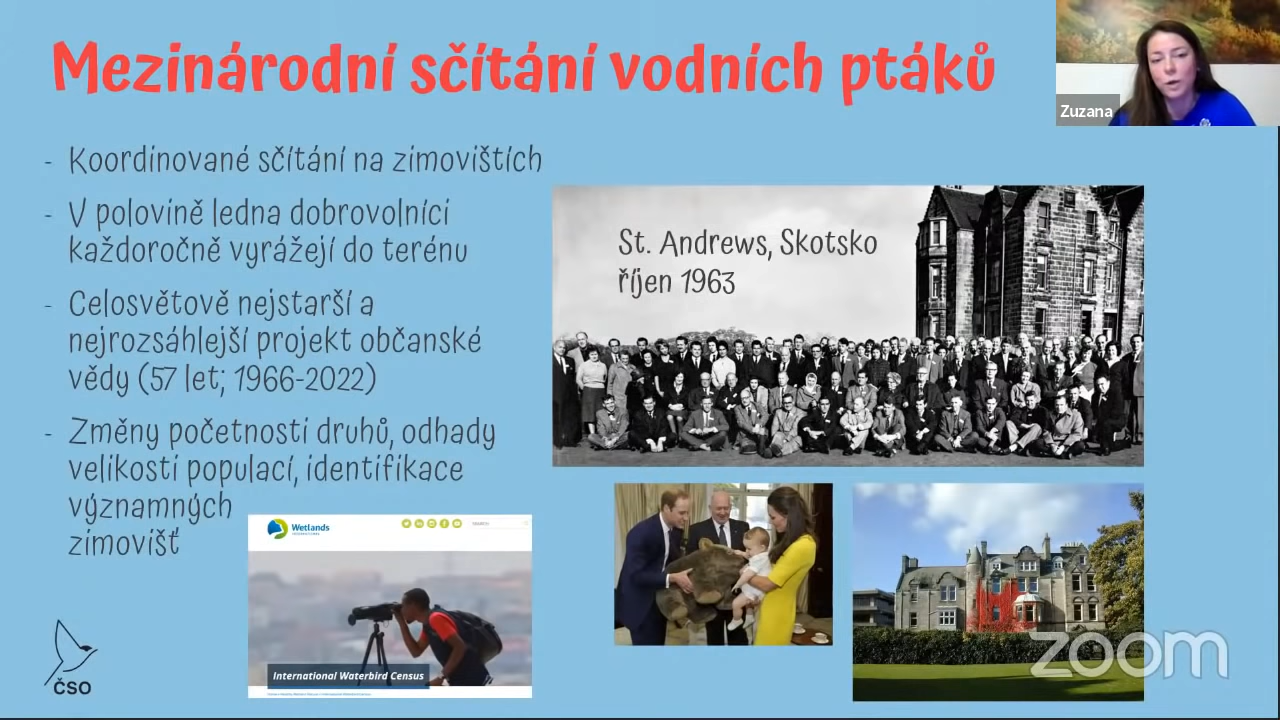 Mezinárodní sčítání vodních ptáků
Zuzana
- Koordinované sčítání na zimovištích
- V polovině ledna dobrovolníci
každoročně vyrážejí do terénu
- Celosvětově nejstarší a
nejrozsáhlejší projekt občanské
vědy (57 let; 1966-2022)
- Změny početnosti druhů, odhady
velikosti populací, identifikace
významných
zimovišť
St. Andrews, Skotsko
říjen 1963
Wetlands
INTERNATIONAL
SEARCH
International Waterbird Census
ČSO
zoom